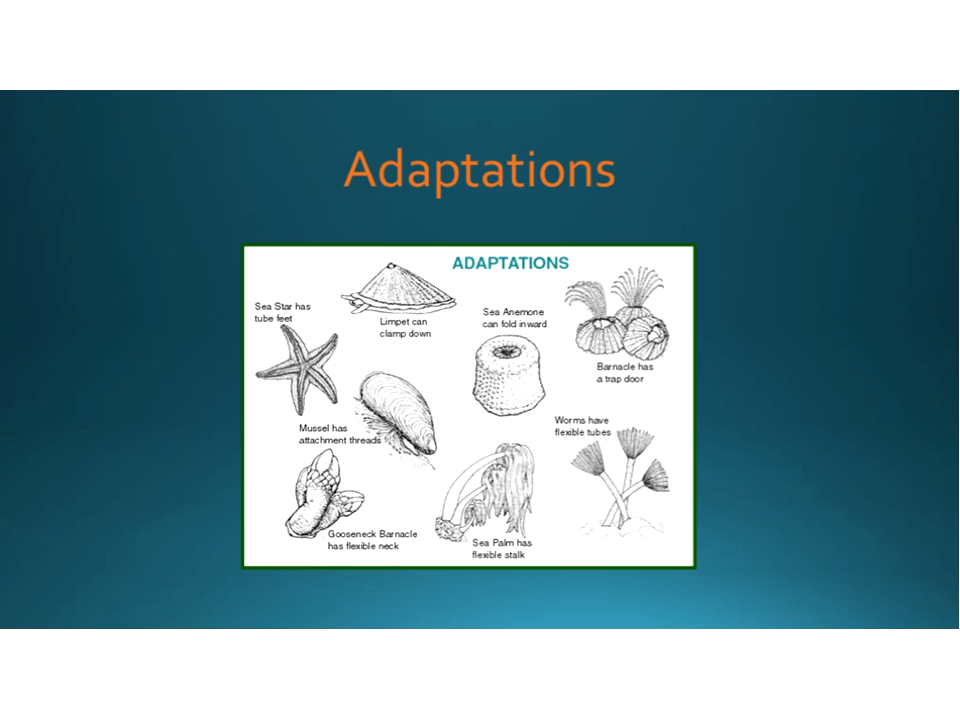 Adaptations
ADAPTATIONS
Sea Star has
tube feet
Limpet can
clamp down
Sea Anemone
can fold inward
Barnacle has
a trap door
Mussel has
attachment threads
Worms have
flexible tubes
Gooseneck Barnacle
has flexible neck
Sea Palm has
flexible stalk